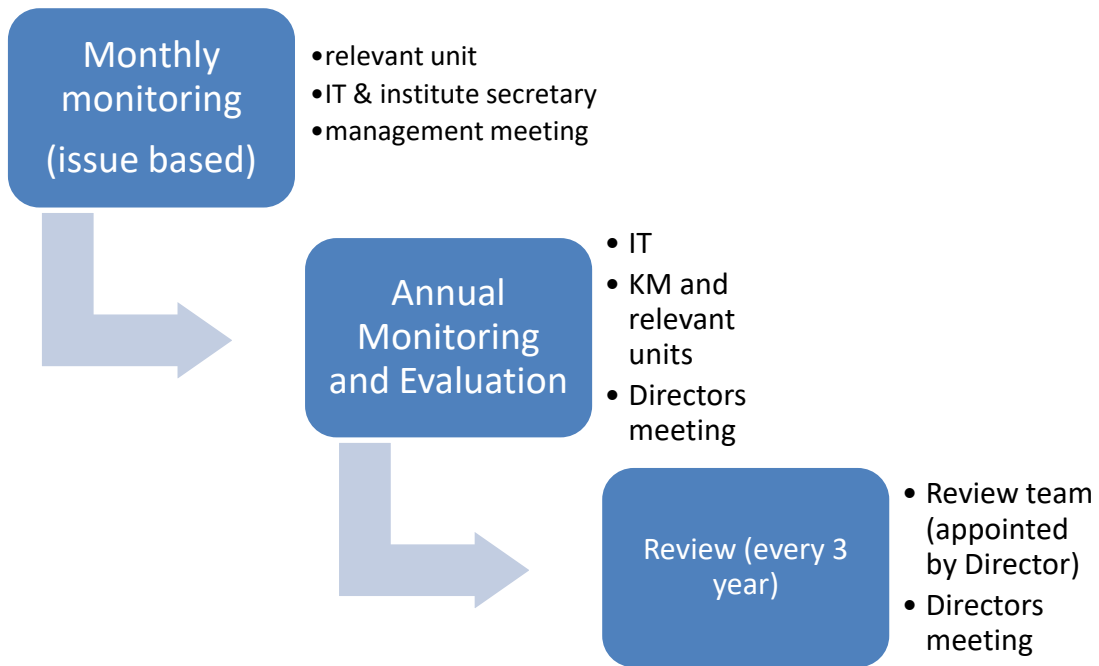 Monthly
monitoring
(issue based)
•relevant unit
•IT & institute secretary
•management meeting
Annual
Monitoring
and Evaluation
• IT
• KM and
relevant
units
• Directors
meeting
Review (every 3
year)
• Review team
(appointed
by Director)
• Directors
meeting